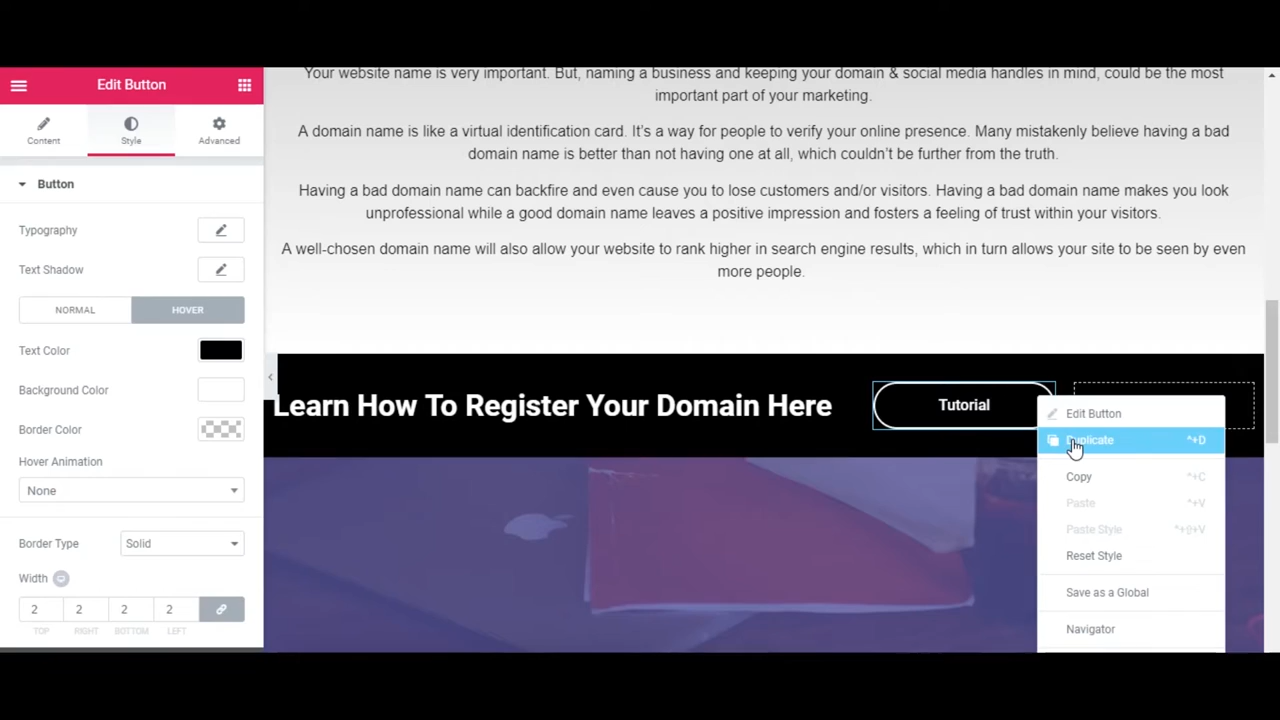 Edit Button
Content
Style
Advanced
Button
Typography
Text Shadow
NORMAL
HOVER
Text Color
Background Color
Border Color
Hover Animation
None
Border Type
Solid
Width
2
2
2
2
TOP
RIGHT
BOTTOM
LEFT
Your website name is very important. But, naming a business and keeping your domain & social media handles in mind, could be the most
important part of your marketing.
A domain name is like a virtual identification card. It's a way for people to verify your online presence. Many mistakenly believe having a bad
domain name is better than not having one at all, which couldn't be further from the truth.
Having a bad domain name can backfire and even cause you to lose customers and/or visitors. Having a bad domain name makes you look
unprofessional while a good domain name leaves a positive impression and fosters a feeling of trust within your visitors.
A well-chosen domain name will also allow your website to rank higher in search engine results, which in turn allows your site to be seen by even
more people.
Learn How To Register Your Domain Here
Tutorial
Edit Button
Duplicate ^+D
Copy ^+C
Paste ^+V
Paste Style ^+⇧+V
Reset Style
Save as a Global
Navigator